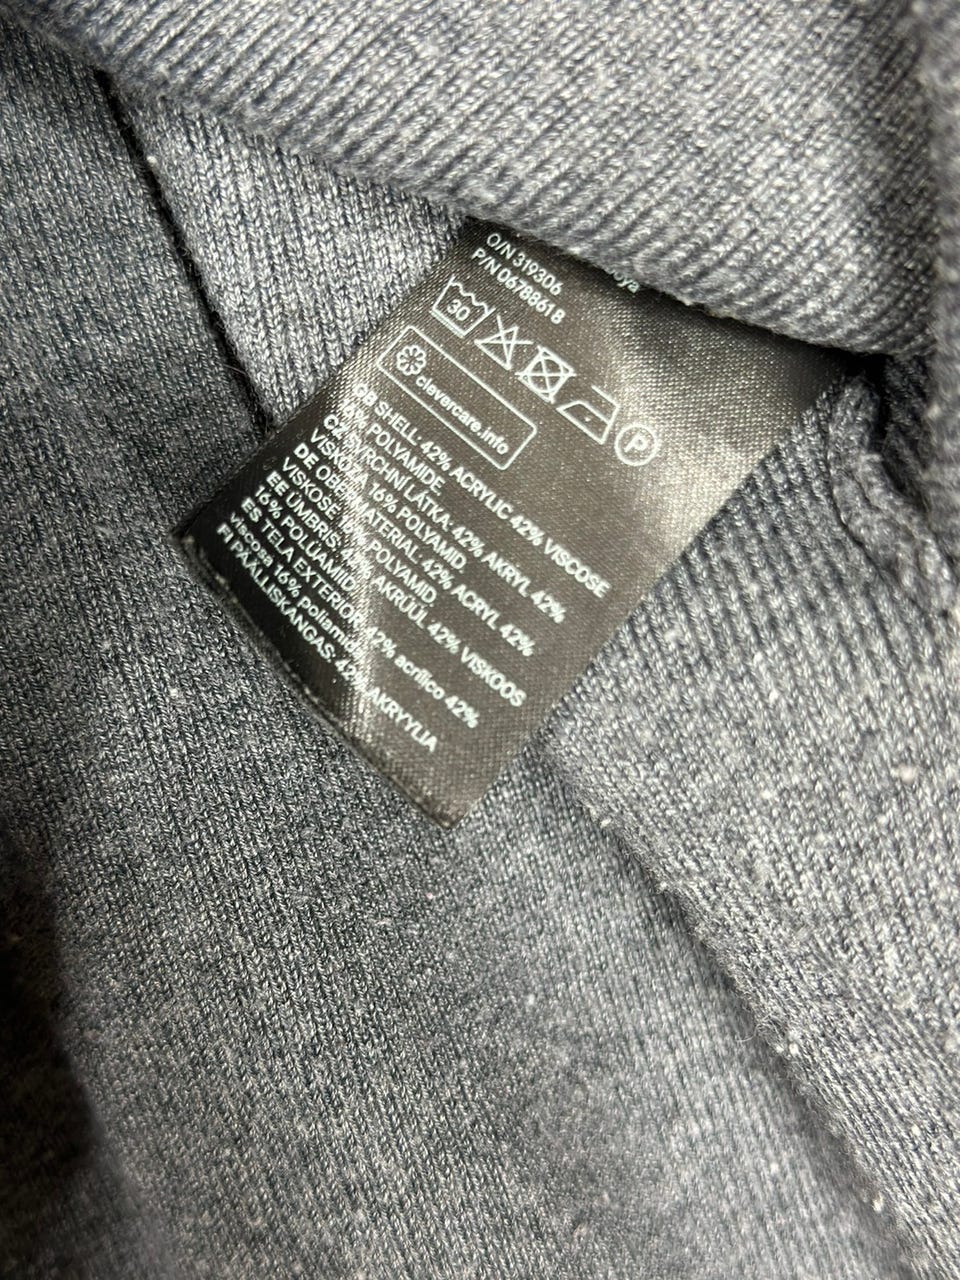 O/N 319306
P/N 0678861 8
30
P
clevercare.info
GB SHELL: 42% ACRYLIC 42% VISCOSE
16% POLYAMIDE
CZ SVRCHNÍ LÁTKA: 42% AKRYL 42%
VISKÓZA 16% POLYAMID
DE OBERMATERIAL: 42% ACRYL 42%
VISKOSE 16% POLYAMID
EE ÜMBRIS: 42% AKRÜÜL 42% VISKOOS
16% POLÜAMIID
ES TELA EXTERIOR: 42% acrílico 42%
viscosa 16% poliamida
FI PÄÄLLISKANGAS: 42% AKRYYLIA